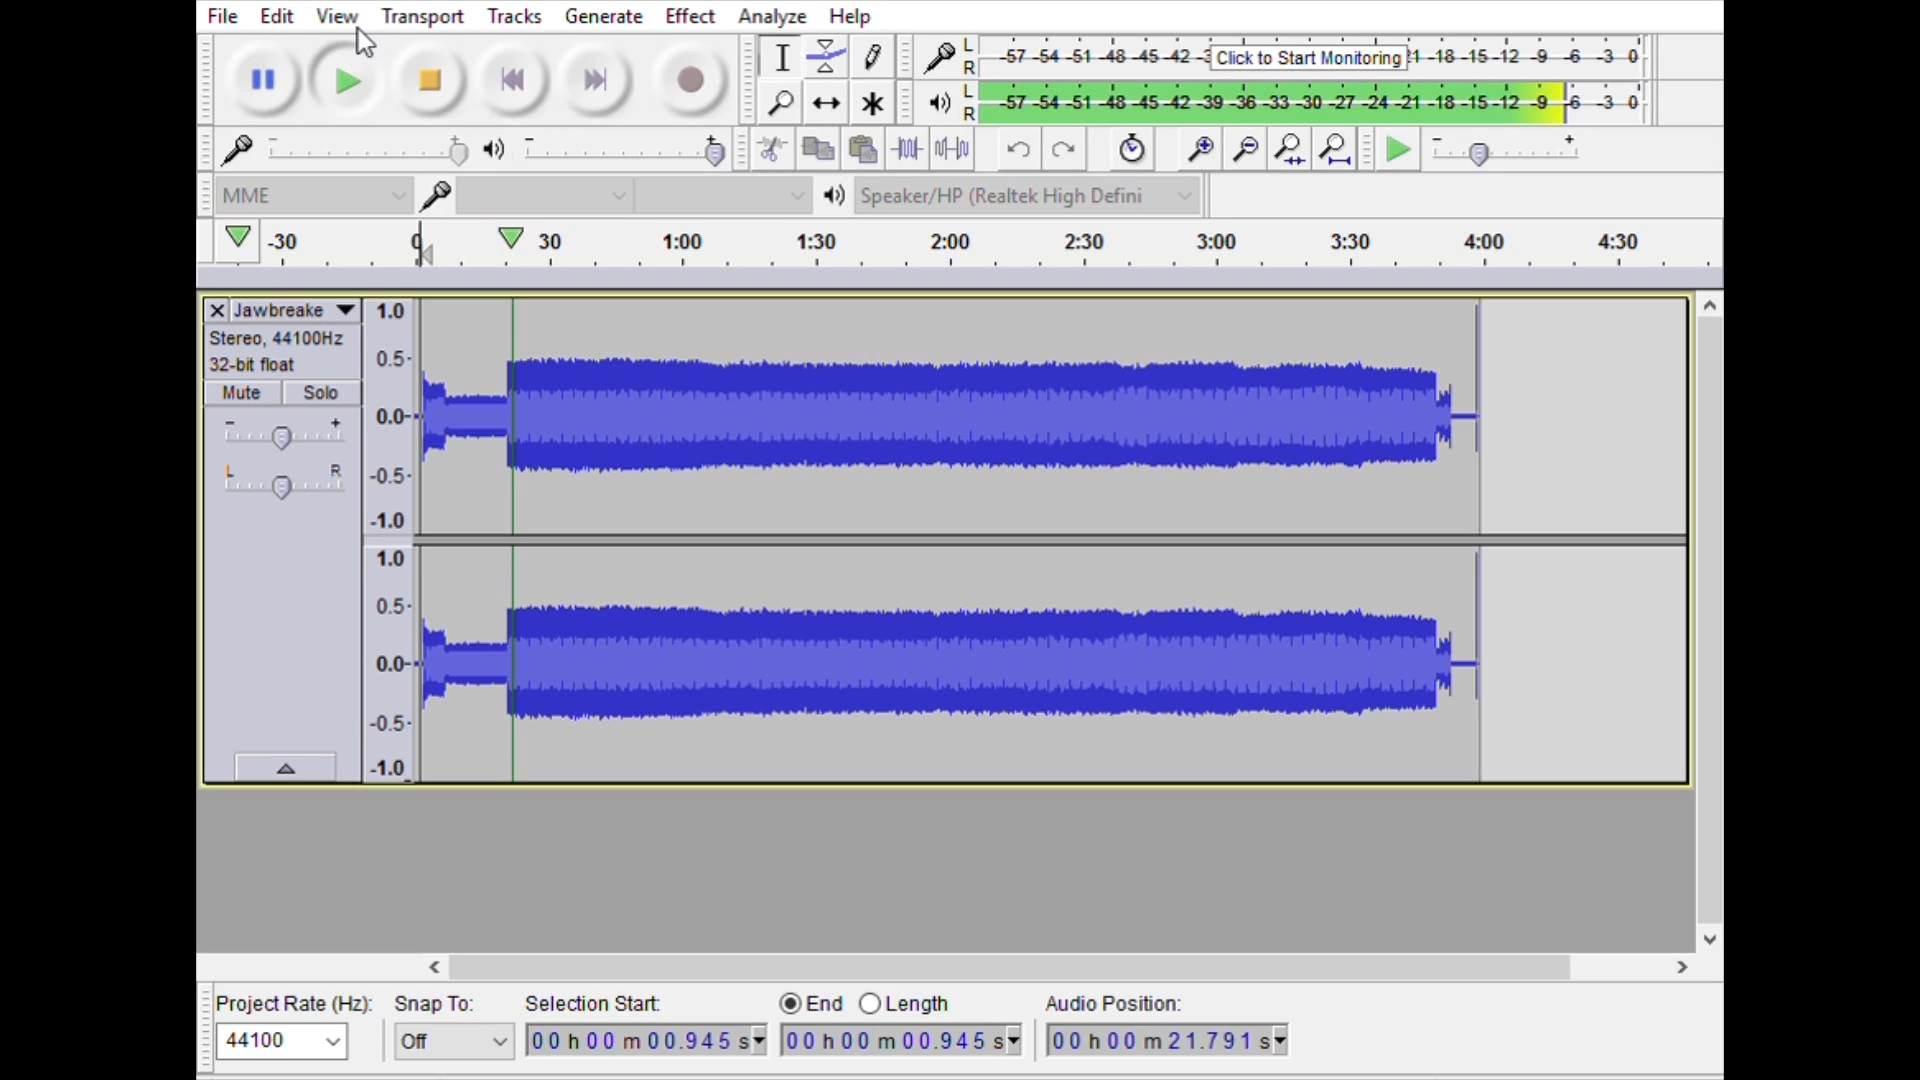 File Edit View Transport Tracks Generate Effect Analyze Help
L
R
-57 -54 -51 -48 -45 -42 -3 Click to Start Monitoring 1 -18 -15 -12 -9 -6 -3 0
L
R
-57 -54 -51 -48 -45 -42 -39 -36 -33 -30 -27 -24 -21 -18 -15 -12 -9 -6 -3 0
MME
Speaker/HP (Realtek High Defini
-30 0 30 1:00 1:30 2:00 2:30 3:00 3:30 4:00 4:30
Jawbreake
Stereo, 44100Hz
32-bit float
Mute Solo
- +
L R
1.0
0.5
0.0
-0.5
-1.0
1.0
0.5
0.0
-0.5
-1.0
Project Rate (Hz): Snap To: Selection Start: End Length Audio Position:
44100 Off 00 h 00 m 00.945 s 00 h 00 m 00.945 s 00 h 00 m 21.791 s